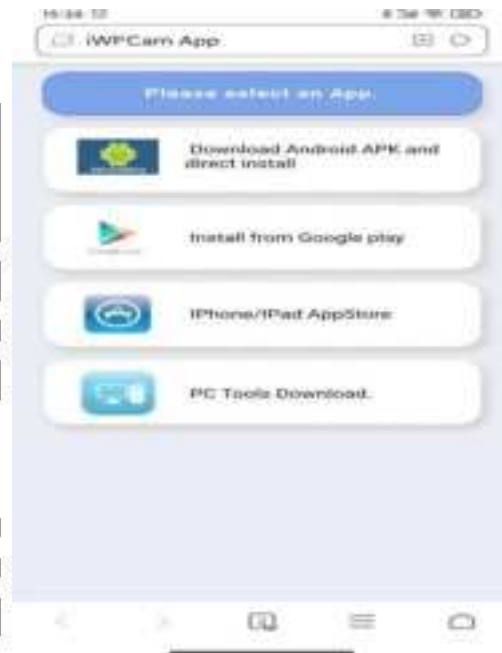 iWPCam App
Please select an App.
Download Android APK and
direct install
Install from Google play
IPhone/IPad AppStore
PC Tools Download.